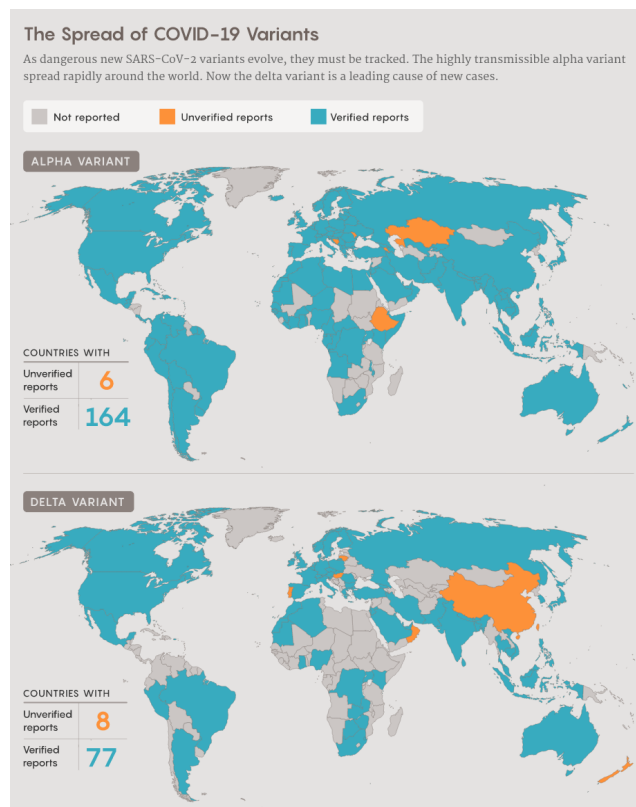 The Spread of COVID-19 Variants
As dangerous new SARS-CoV-2 variants evolve, they must be tracked. The highly transmissible alpha variant
spread rapidly around the world. Now the delta variant is a leading cause of new cases.
Not reported
Unverified reports
Verified reports
ALPHA VARIANT
COUNTRIES WITH
Unverified
reports
6
Verified
reports
164
DELTA VARIANT
COUNTRIES WITH
Unverified
reports
8
Verified
reports
77